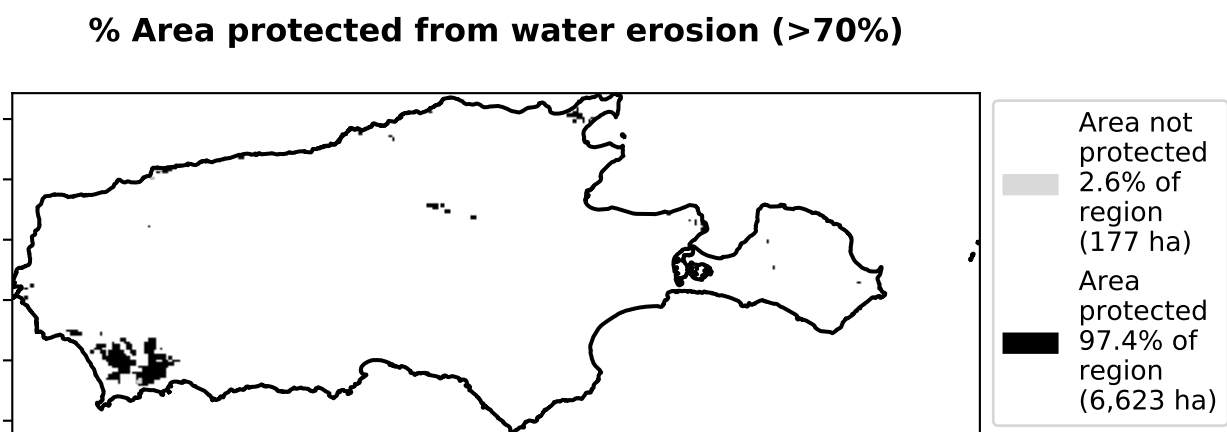 % Area protected from water erosion (>70%)
Area not
protected
2.6% of
region
(177 ha)
Area
protected
97.4% of
region
(6,623 ha)